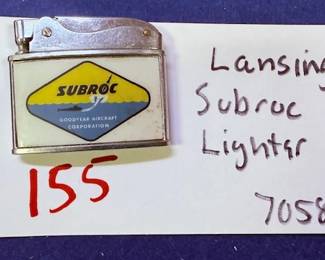 SUBROC
GOODYEAR AIRCRAFT
CORPORATION
155
Lansing
Subroc
Lighter
7058